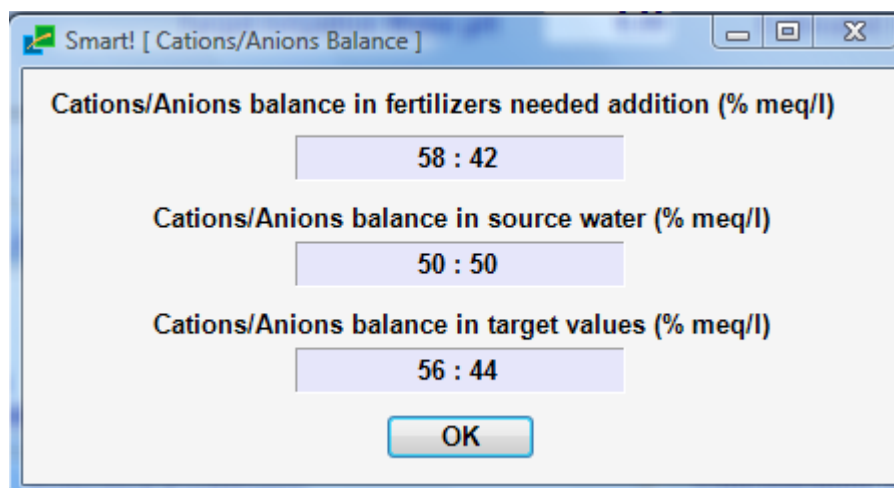 Smart! [ Cations/Anions Balance ]
Cations/Anions balance in fertilizers needed addition (% meq/l)
58 : 42
Cations/Anions balance in source water (% meq/l)
50 : 50
Cations/Anions balance in target values (% meq/l)
56 : 44
OK